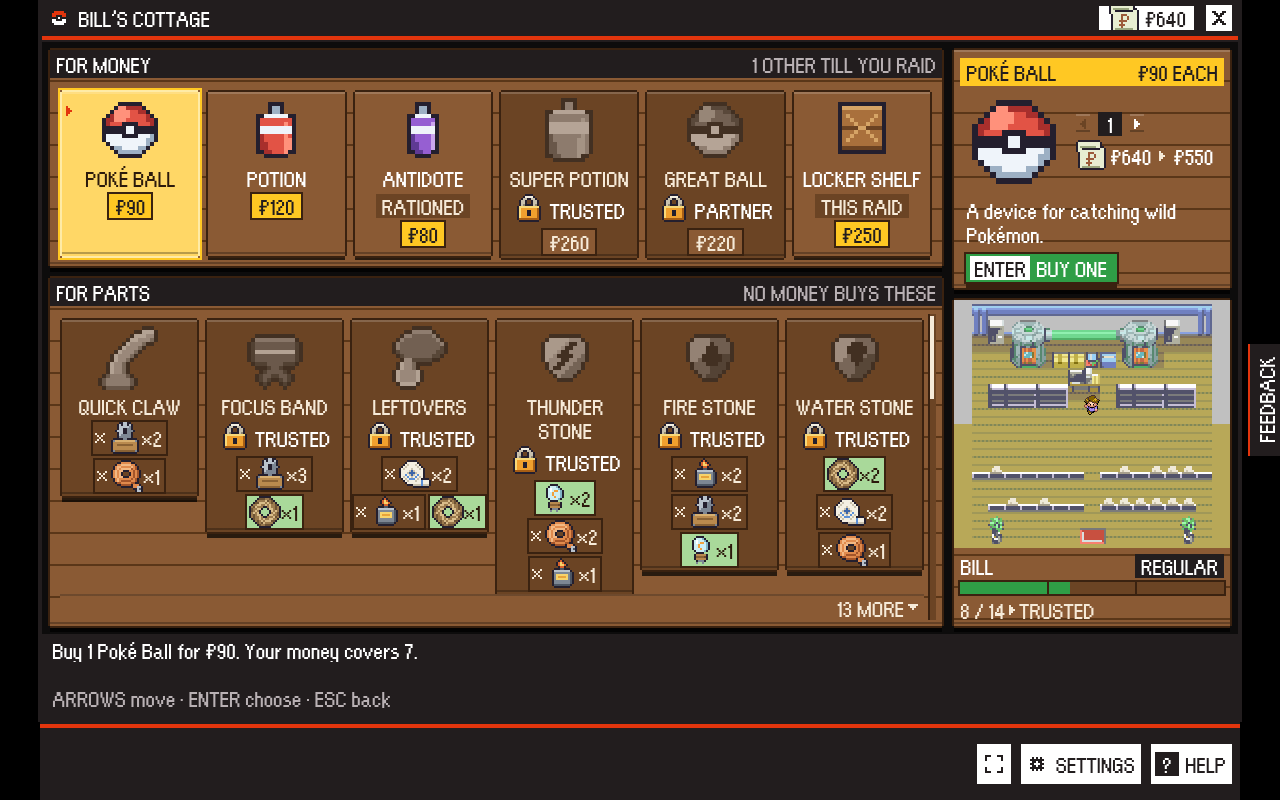 BILL'S COTTAGE
₽640
X
FOR MONEY
1 OTHER TILL YOU RAID
POKÉ BALL
₽90
POTION
₽120
ANTIDOTE
RATIONED
₽80
SUPER POTION
TRUSTED
₽260
GREAT BALL
PARTNER
₽220
LOCKER SHELF
THIS RAID
₽250
FOR PARTS
NO MONEY BUYS THESE
QUICK CLAW
×2
×1
FOCUS BAND
TRUSTED
×3
×1
LEFTOVERS
TRUSTED
×2
×1
×1
THUNDER
STONE
TRUSTED
×2
×2
×1
FIRE STONE
TRUSTED
×2
×2
×1
WATER STONE
TRUSTED
×2
×2
×1
13 MORE
POKÉ BALL ₽90 EACH
1
₽640 ₽550
A device for catching wild
Pokémon.
ENTER BUY ONE
BILL REGULAR
8 / 14 TRUSTED
FEEDBACK
Buy 1 Poké Ball for ₽90. Your money covers 7.
ARROWS move · ENTER choose · ESC back
SETTINGS
? HELP